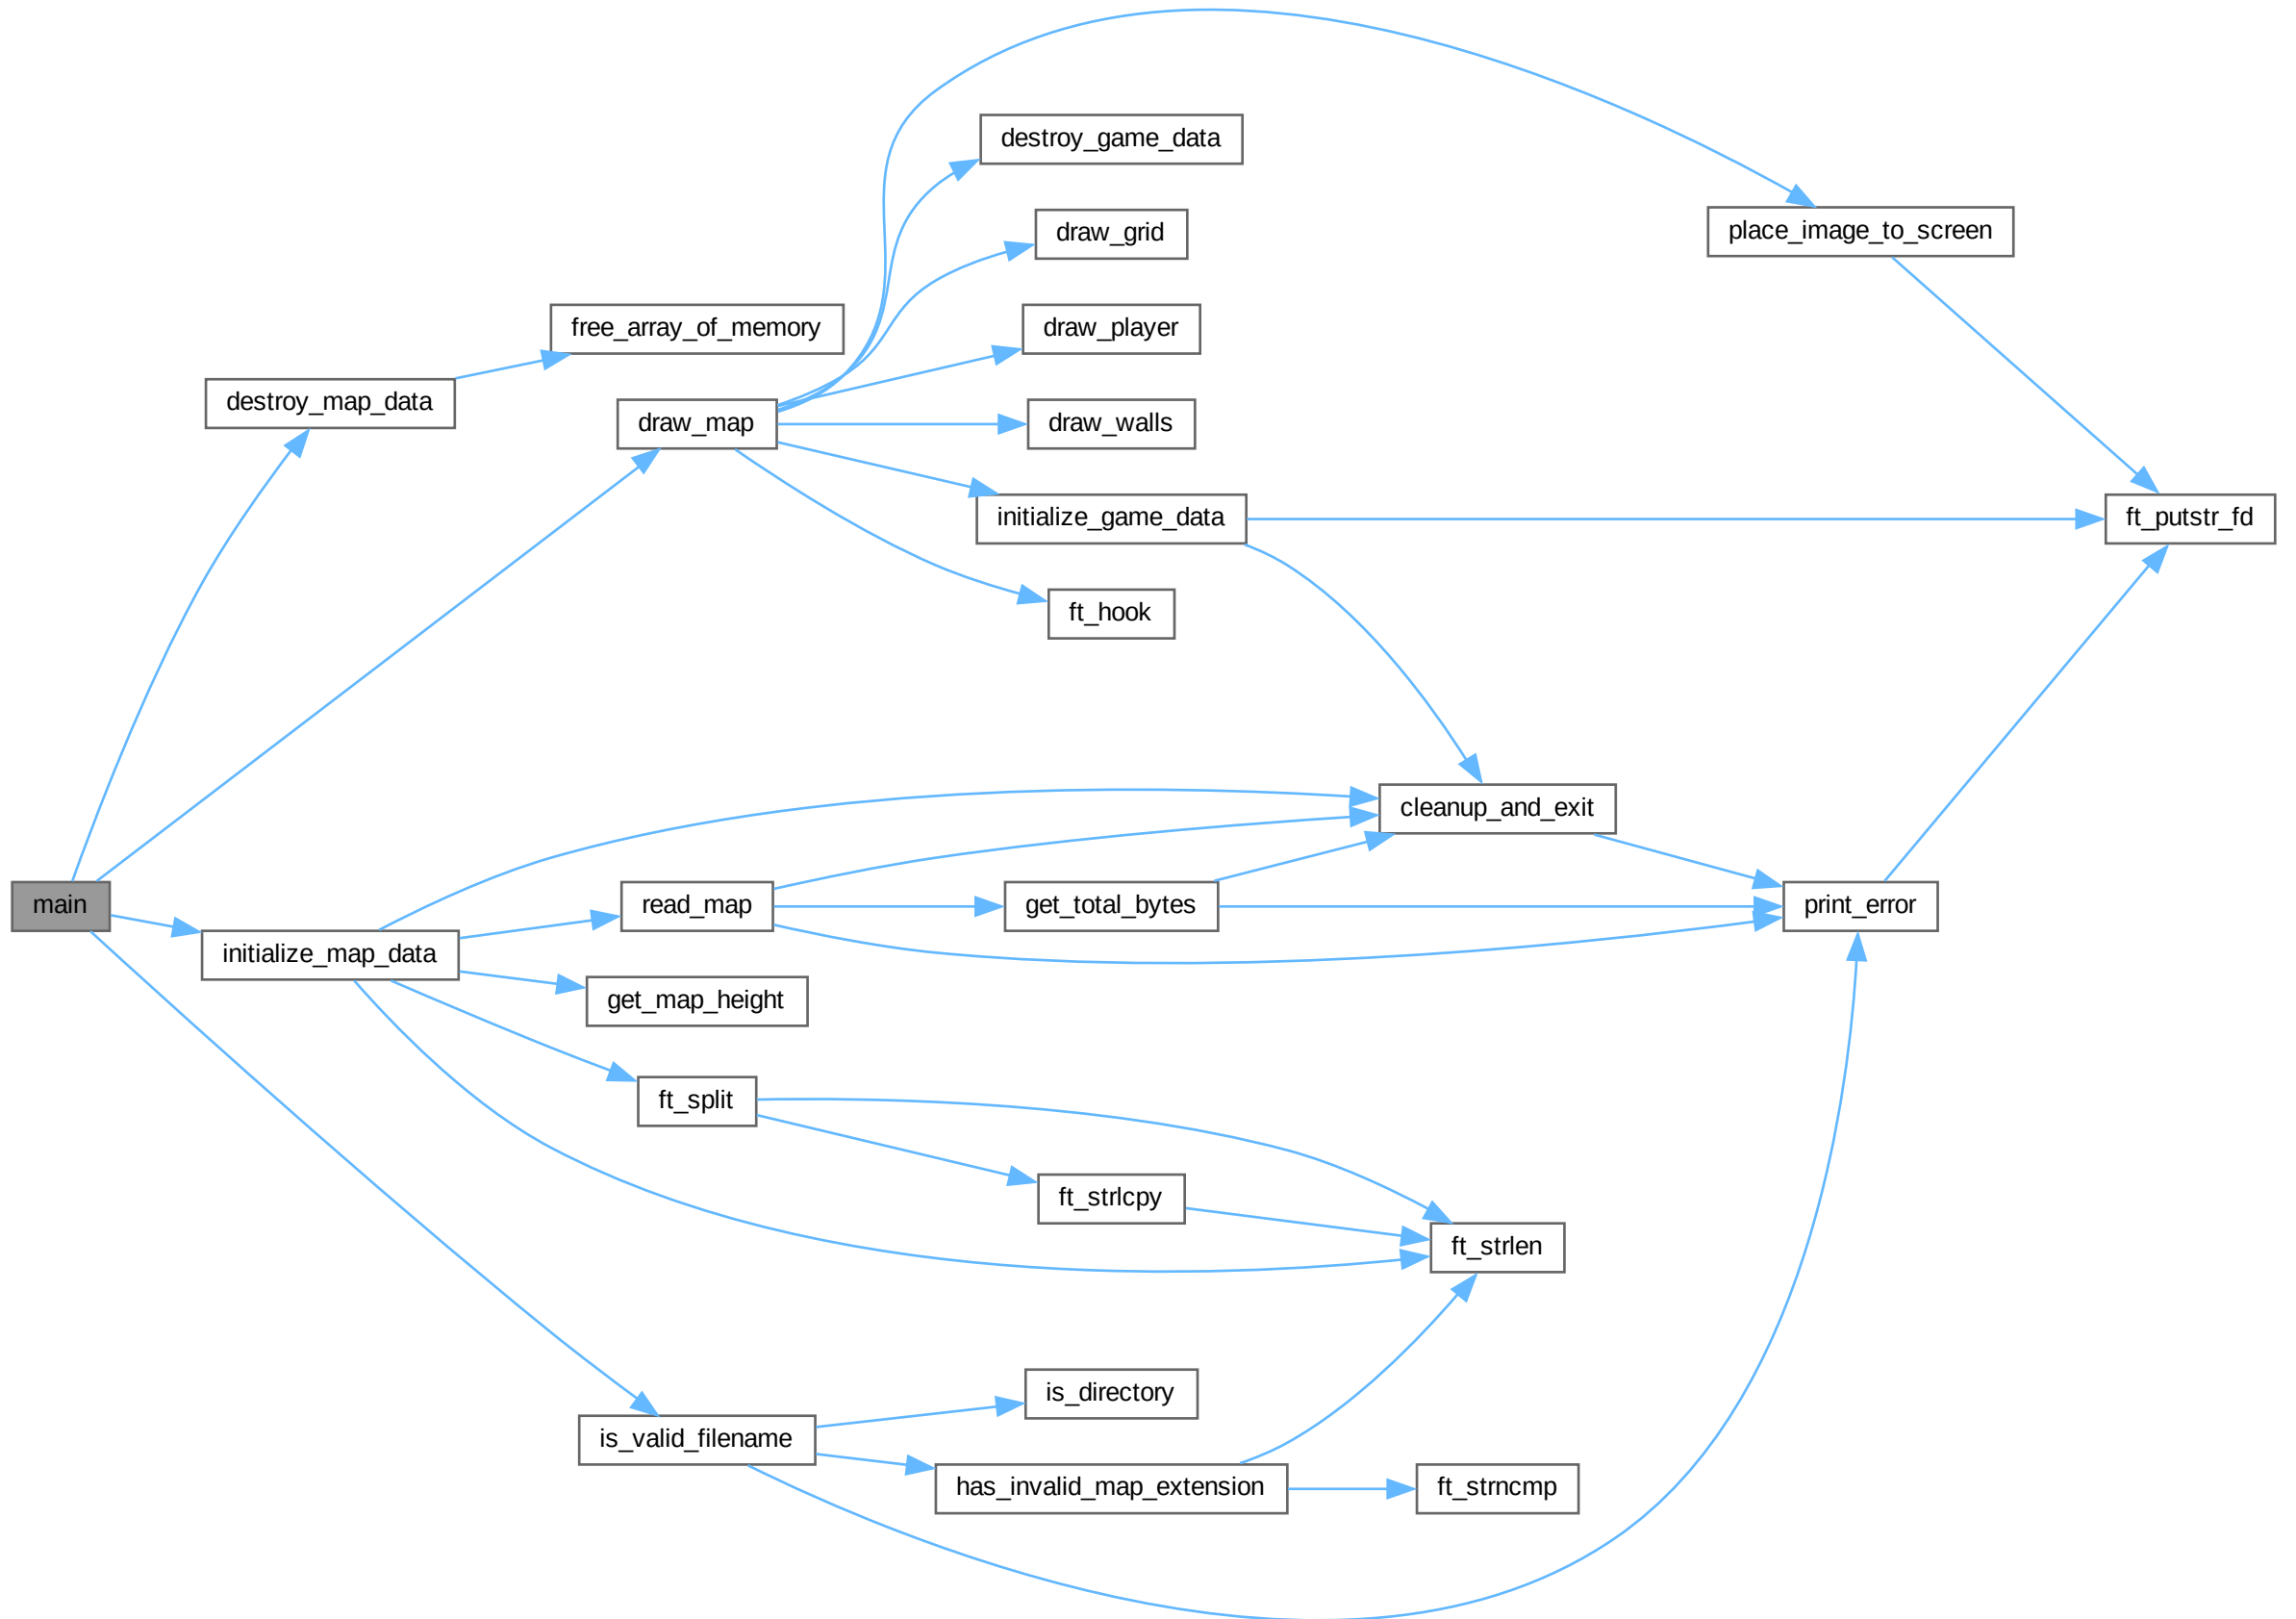 destroy_game_data
place_image_to_screen
draw_grid
free_array_of_memory
draw_player
destroy_map_data
draw_map
draw_walls
initialize_game_data
ft_putstr_fd
ft_hook
cleanup_and_exit
main
read_map
get_total_bytes
print_error
initialize_map_data
get_map_height
ft_split
ft_strlcpy
ft_strlen
is_directory
is_valid_filename
has_invalid_map_extension
ft_strncmp